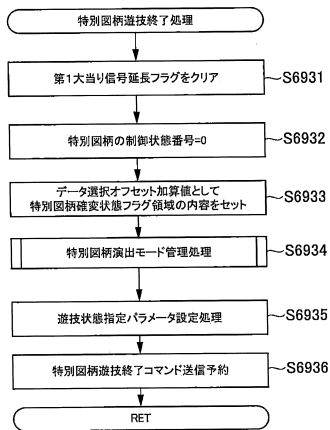 特別図柄遊技終了処理
第1大当り信号延長フラグをクリア
S6931
特別図柄の制御状態番号=0
S6932
データ選択オフセット加算値として
特別図柄確変状態フラグ領域の内容をセット
S6933
特別図柄演出モード管理処理
S6934
遊技状態指定パラメータ設定処理
S6935
特別図柄遊技終了コマンド送信予約
S6936
RET